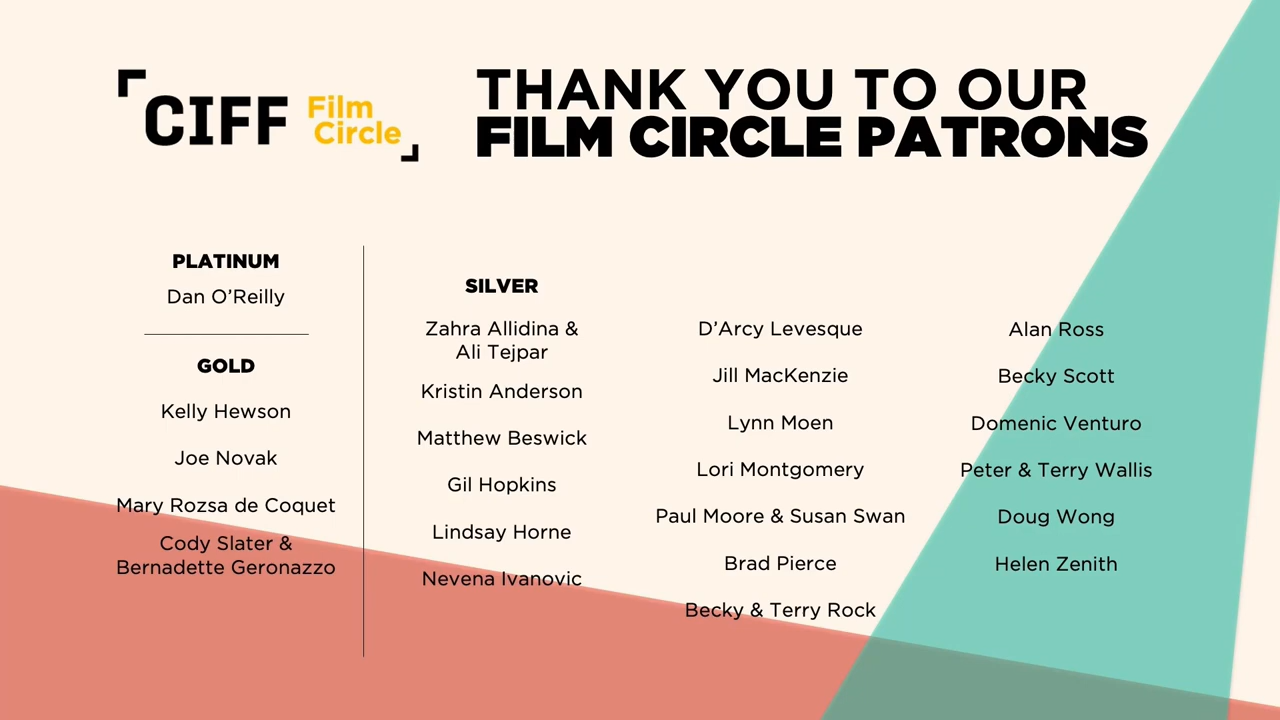 CIFF Film Circle
THANK YOU TO OUR
FILM CIRCLE PATRONS
PLATINUM
Dan O’Reilly
GOLD
Kelly Hewson
Joe Novak
Mary Rozsa de Coquet
Cody Slater &
Bernadette Geronazzo
SILVER
Zahra Allidina &
Ali Tejpar
Kristin Anderson
Matthew Beswick
Gil Hopkins
Lindsay Horne
Nevena Ivanovic
D’Arcy Levesque
Jill MacKenzie
Lynn Moen
Lori Montgomery
Paul Moore & Susan Swan
Brad Pierce
Becky & Terry Rock
Alan Ross
Becky Scott
Domenic Venturo
Peter & Terry Wallis
Doug Wong
Helen Zenith